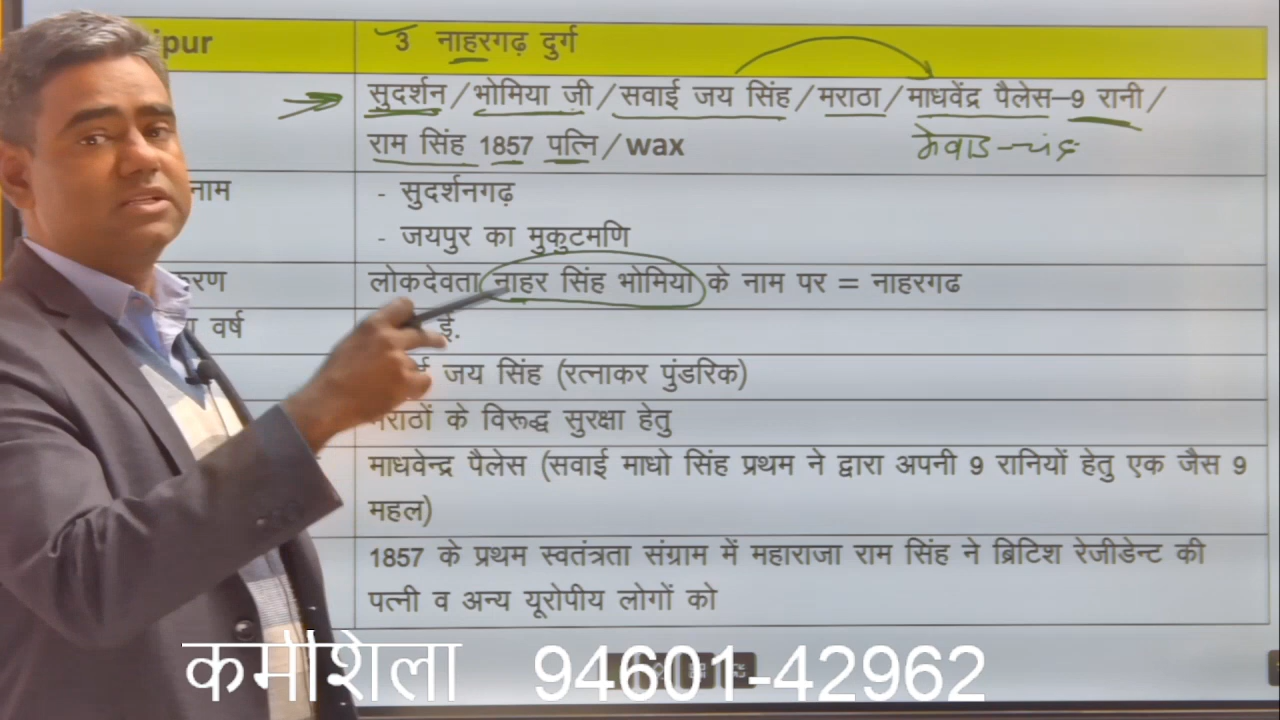 ipur 3 नाहरगढ़ दुर्ग
सुदर्शन / भोमिया जी / सवाई जय सिंह / मराठा / माधवेंद्र पैलेस–9 रानी /
राम सिंह 1857 पत्नि / wax
मेवाड़ –
नाम - सुदर्शनगढ़
- जयपुर का मुकुटमणि
करण लोकदेवता नाहर सिंह भोमिया के नाम पर = नाहरगढ
वर्ष ई.
जय सिंह (रत्नाकर पुंडरिक)
मराठों के विरूद्ध सुरक्षा हेतु
माधवेन्द्र पैलेस (सवाई माधो सिंह प्रथम ने द्वारा अपनी 9 रानियों हेतु एक जैस 9
महल)
1857 के प्रथम स्वतंत्रता संग्राम में महाराजा राम सिंह ने ब्रिटिश रेजीडेन्ट की
पत्नी व अन्य यूरोपीय लोगों को
कर्मशिला 94601-42962